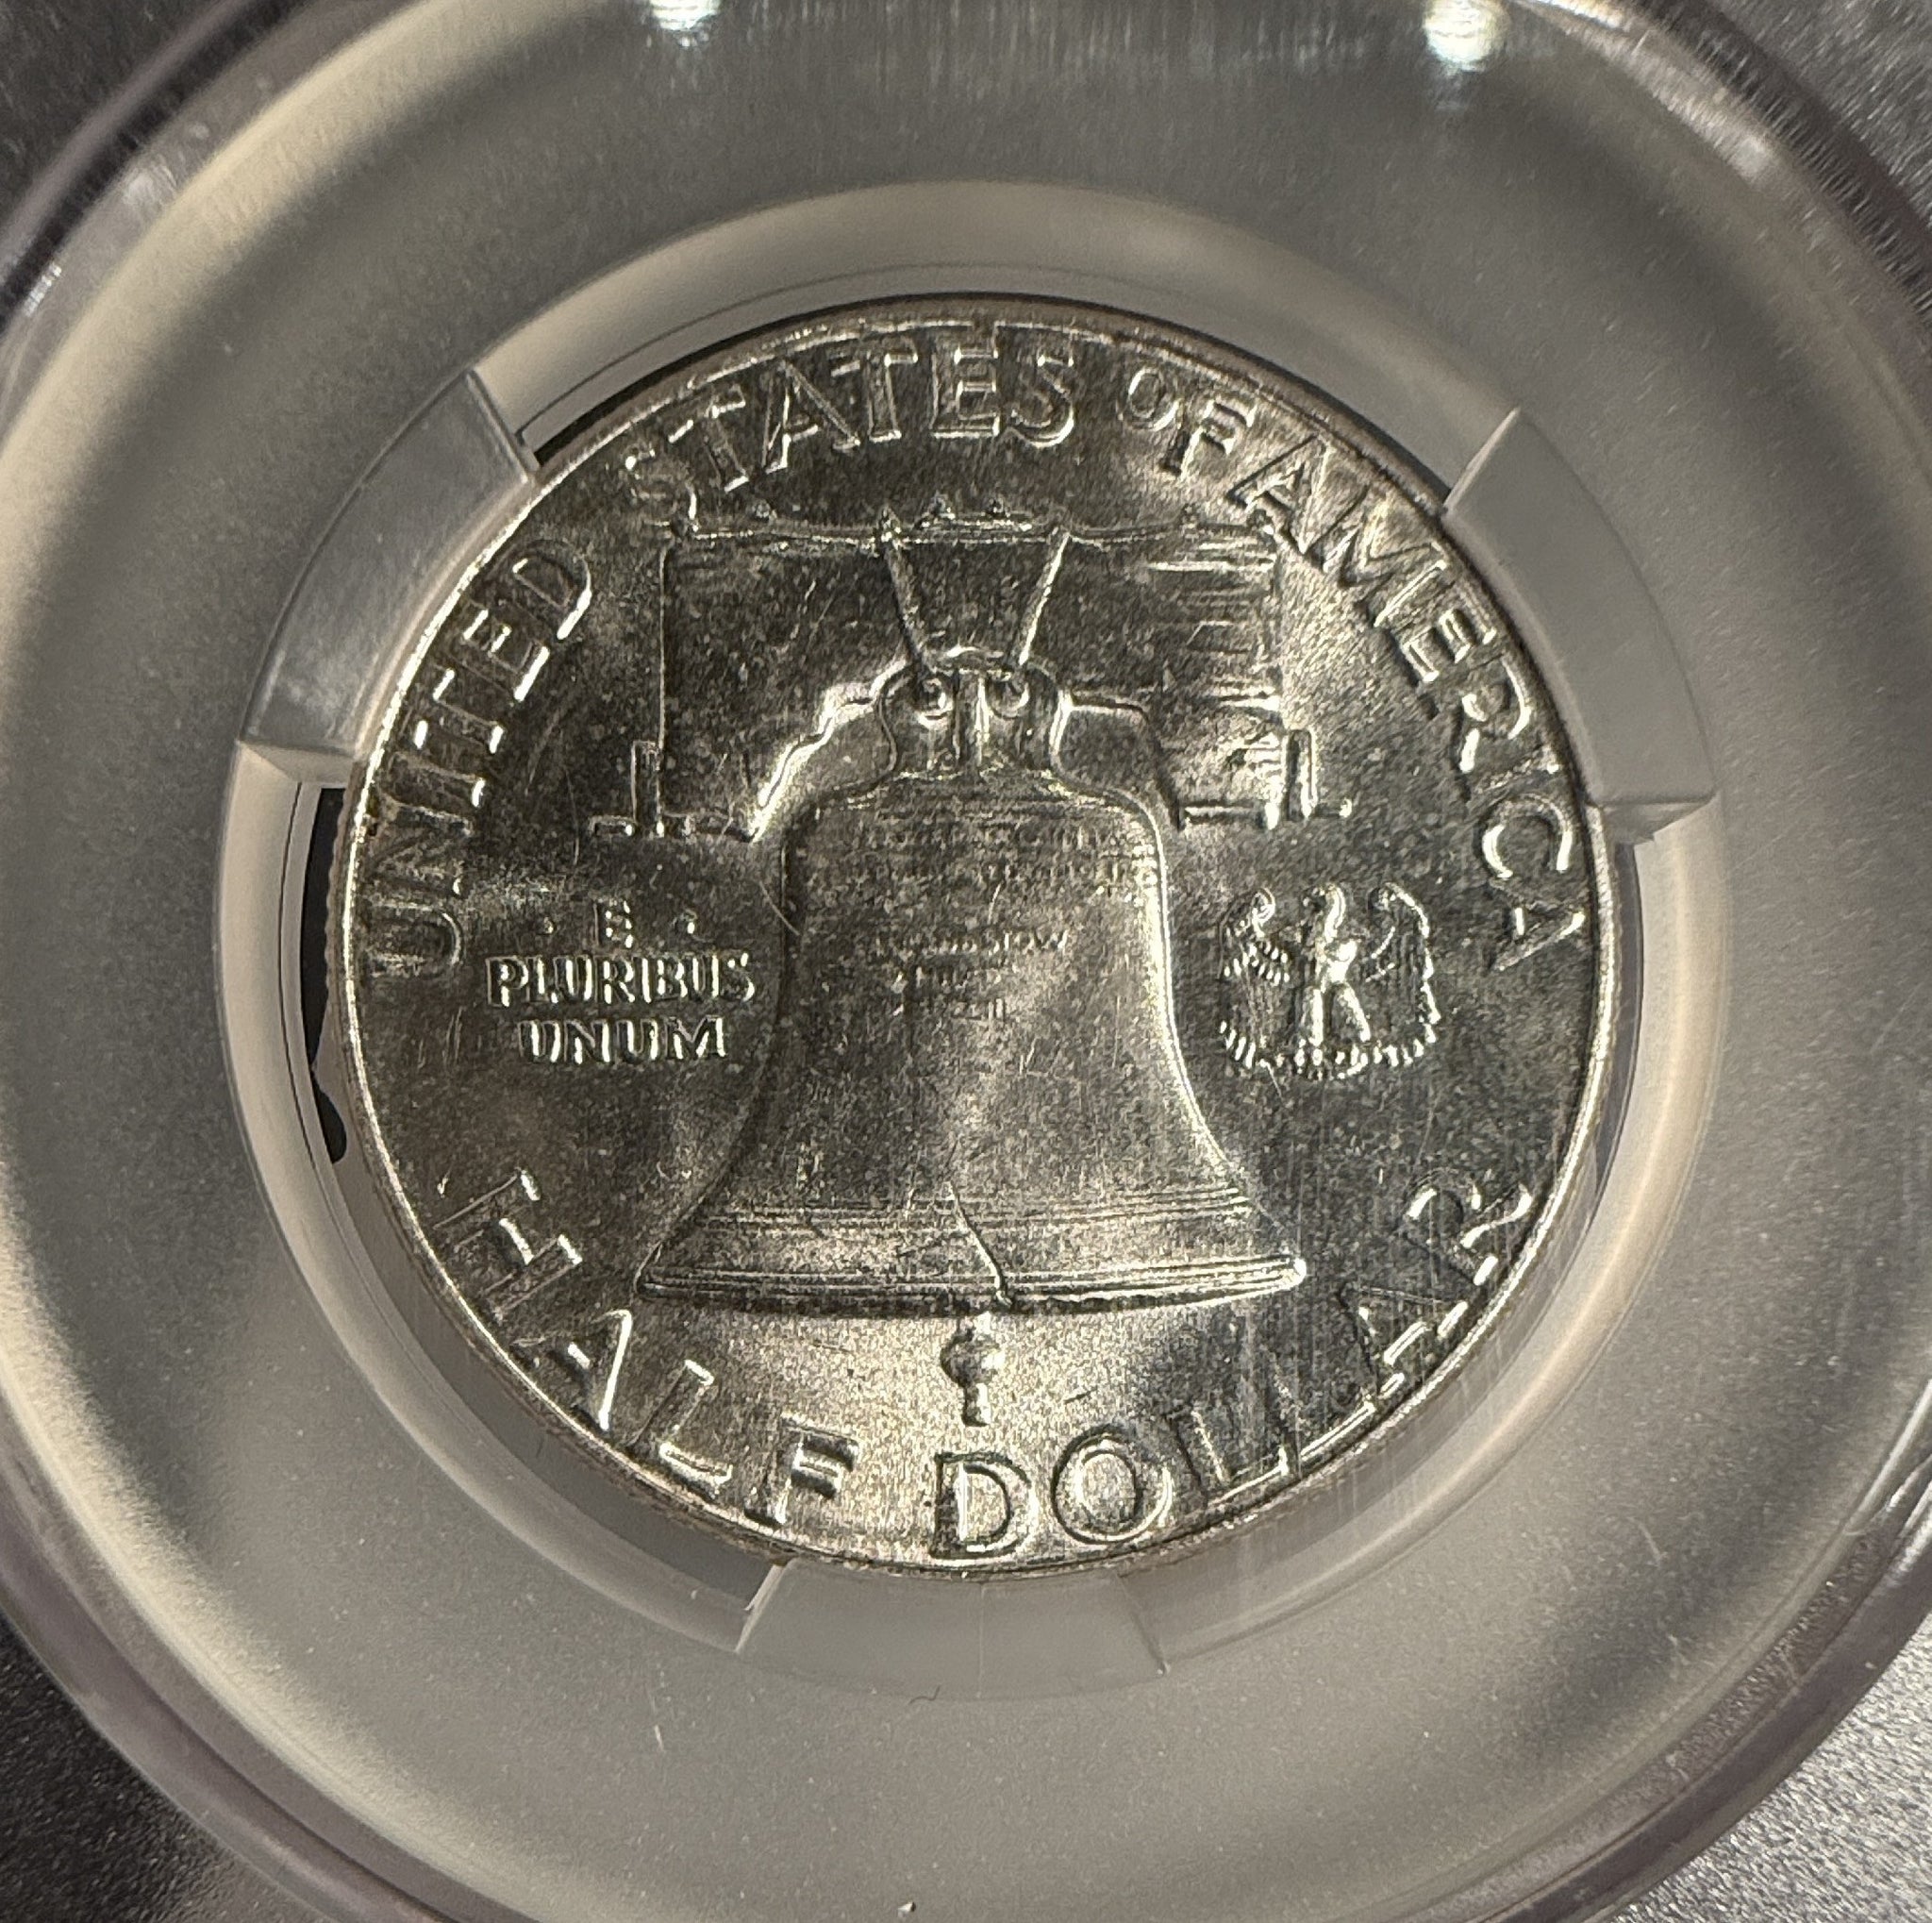 UNITED STATES OF AMERICA
· E ·
PLURIBUS
UNUM
HALF DOLLAR